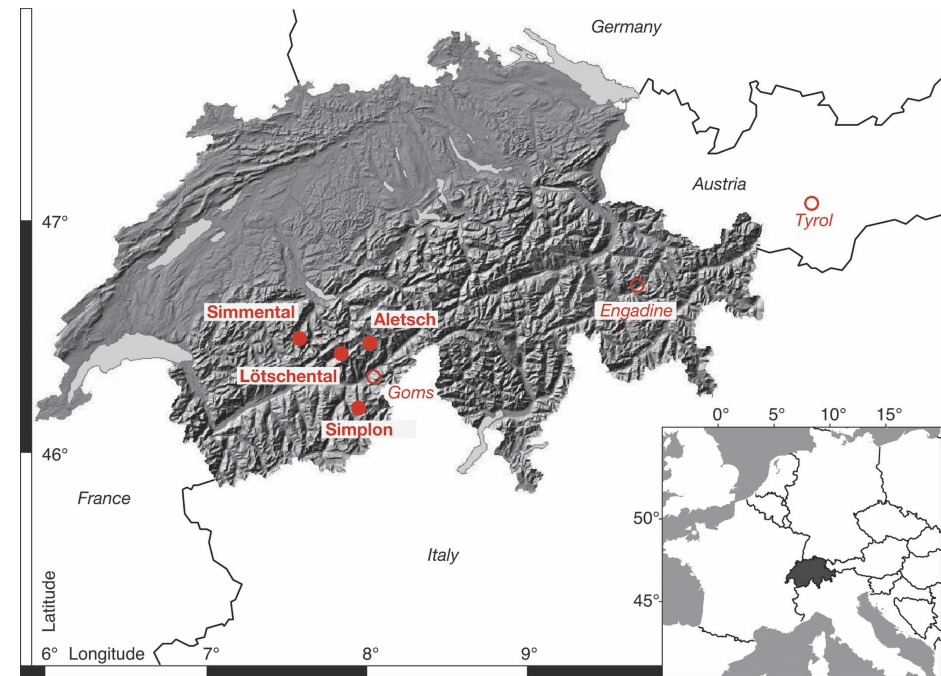 Germany
Austria
Tyrol
47°
Engadine
Simmental
Aletsch
Lötschental
Goms
Simplon
46°
France
Italy
0° 5° 10° 15°
50°
45°
Latitude
6° Longitude 7° 8° 9°